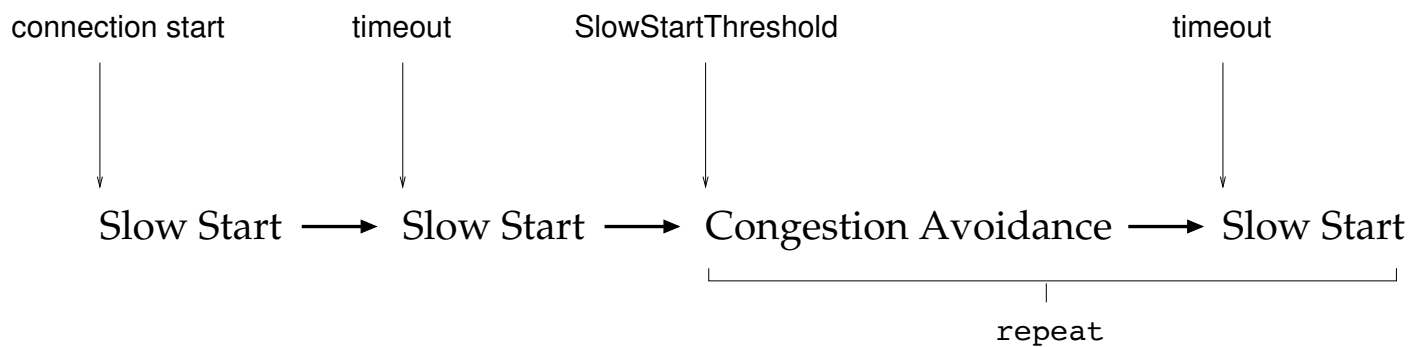 connection start timeout SlowStartThreshold timeout
Slow Start Slow Start Congestion Avoidance Slow Start
repeat